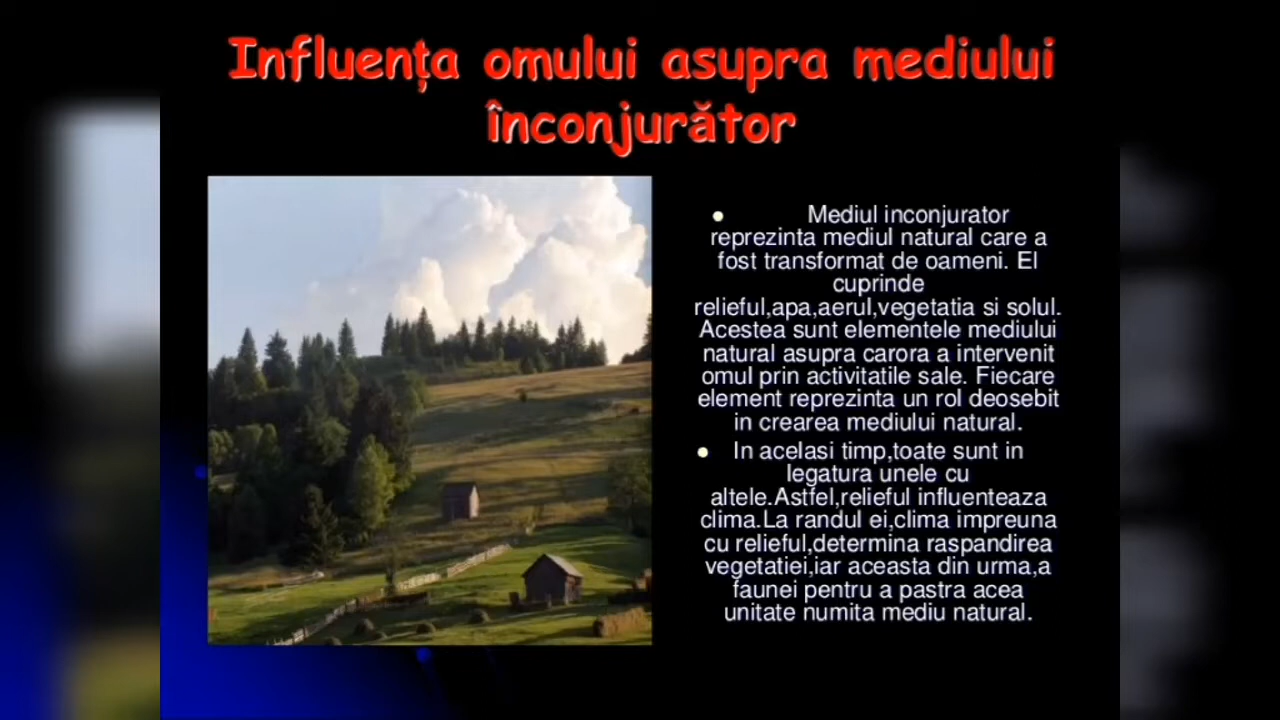 Influența omului asupra mediului
înconjurător
Mediul inconjurator
reprezinta mediul natural care a
fost transformat de oameni. El
cuprinde
relieful,apa,aerul,vegetatia si solul.
Acestea sunt elementele mediului
natural asupra carora a intervenit
omul prin activitatile sale. Fiecare
element reprezinta un rol deosebit
in crearea mediului natural.
In acelasi timp,toate sunt in
legatura unele cu
altele.Astfel,relieful influenteaza
clima.La randul ei,clima impreuna
cu relieful,determina raspandirea
vegetatiei,iar aceasta din urma,a
faunei pentru a pastra acea
unitate numita mediu natural.